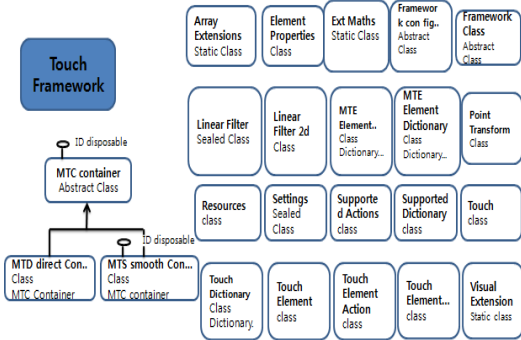 Touch
Framework
ID disposable
MTC container
Abstract Class
ID disposable
MTD direct Con..
Class
MTC Container
MTS smooth Con...
Class
MTC container
Array
Extensions
Static Class
Element
Properties
Class
Ext Maths
Static Class
Framewor
k con fig..
Abstract
Class
Framework
Class
Abstract
Class
Linear Filter
Sealed Class
Linear
Filter 2d
Class
MTE
Element..
Class
Dictionary...
MTE
Element
Dictionary
Class
Dictionary...
Point
Transform
Class
Resources
class
Settings
Sealed
Class
Supporte
d Actions
class
Supported
Dictionary
class
Touch
class
Touch
Dictionary
Class
Dictionary.
Touch
Element
class
Touch
Element
Action
class
Touch
Element...
class
Visual
Extension
Static class